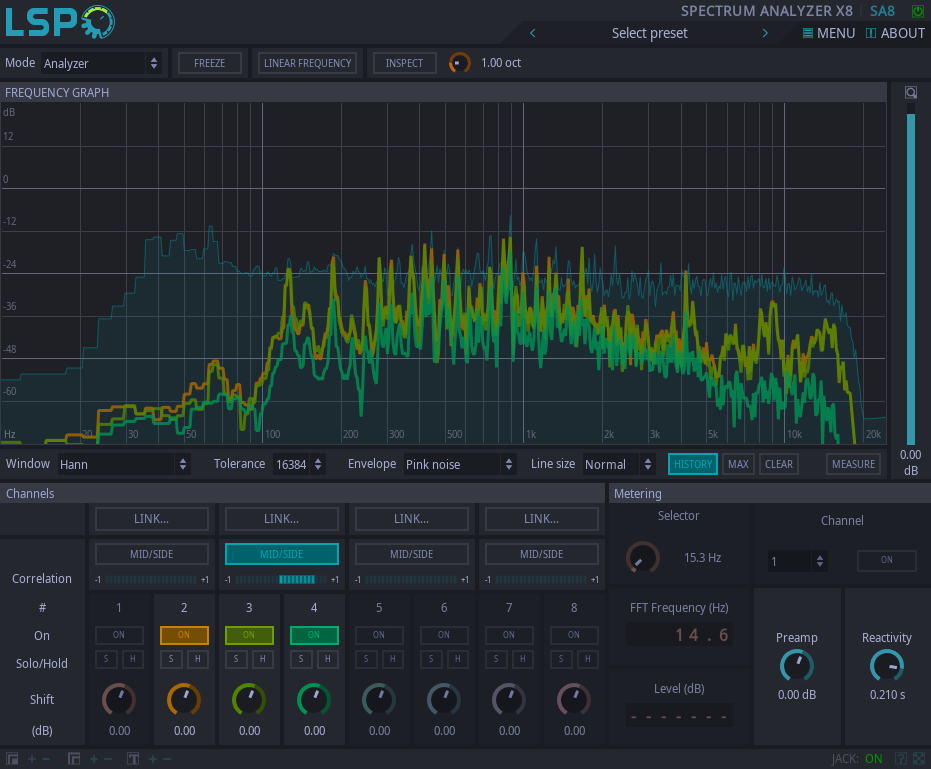 LSP SPECTRUM ANALYZER X8 SA8
Select preset MENU ABOUT
Mode Analyzer FREEZE LINEAR FREQUENCY INSPECT 1.00 oct
FREQUENCY GRAPH
dB
12
0
-12
-24
-36
-48
-60
Hz 20 30 50 100 200 300 500 1k 2k 3k 5k 10k 20k
0.00
dB
Window Hann Tolerance 16384 Envelope Pink noise Line size Normal HISTORY MAX CLEAR MEASURE
Channels
LINK... LINK... LINK... LINK...
MID/SIDE MID/SIDE MID/SIDE MID/SIDE
Correlation -1 +1 -1 +1 -1 +1 -1 +1
# 1 2 3 4 5 6 7 8
On ON ON ON ON ON ON ON ON
Solo/Hold S H S H S H S H S H S H S H S H
Shift
(dB) 0.00 0.00 0.00 0.00 0.00 0.00 0.00 0.00
Metering
Selector
15.3 Hz
Channel
1 ON
FFT Frequency (Hz)
14.6
Level (dB)
- - - - - - -
Preamp
0.00 dB
Reactivity
0.210 s
JACK: ON